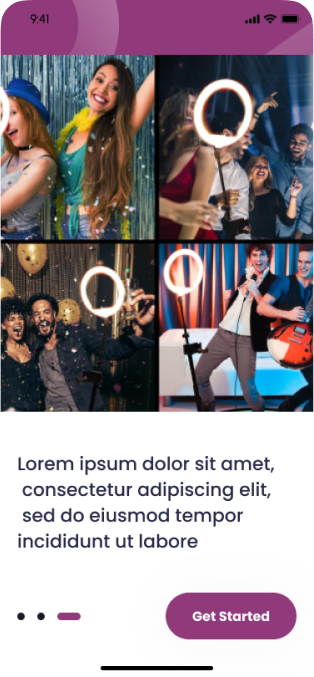 9:41
Lorem ipsum dolor sit amet,
consectetur adipiscing elit,
sed do eiusmod tempor
incididunt ut labore
Get Started